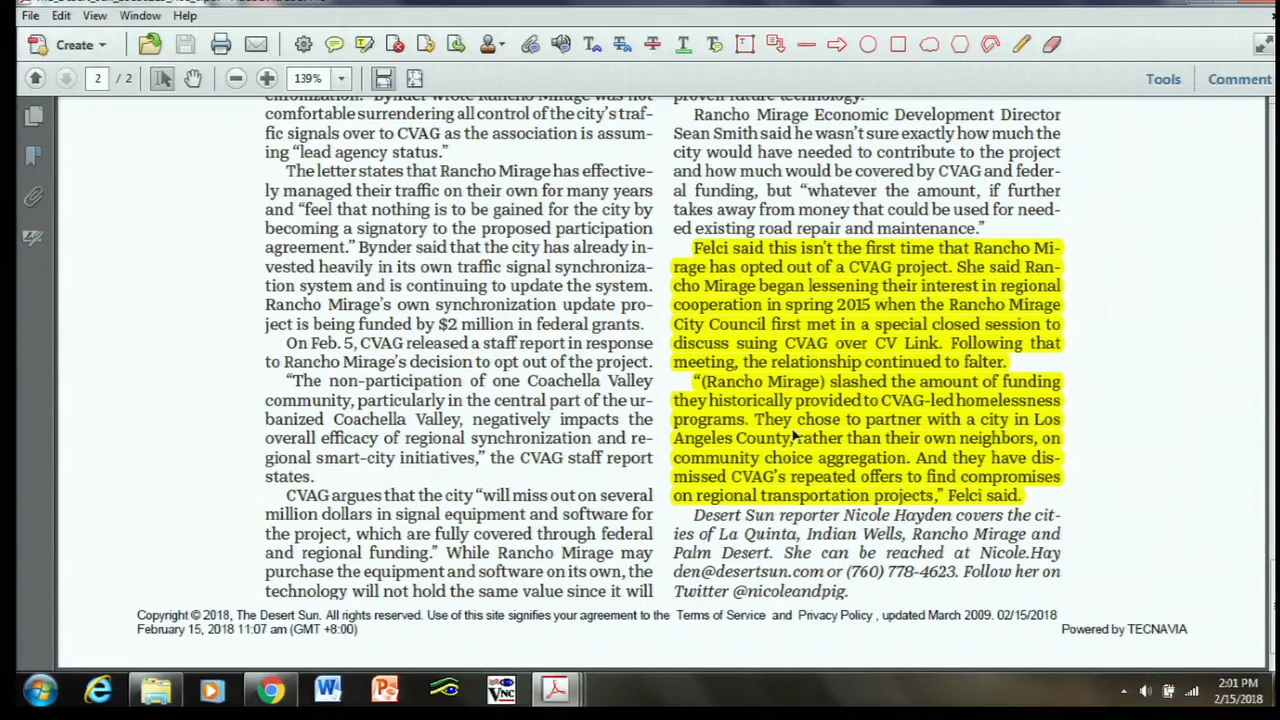 File Edit View Window Help
Create
2 / 2 139% Tools Comment
comfortable surrendering all control of the city's traf-
fic signals over to CVAG as the association is assum-
ing “lead agency status.”
The letter states that Rancho Mirage has effective-
ly managed their traffic on their own for many years
and “feel that nothing is to be gained for the city by
becoming a signatory to the proposed participation
agreement.” Bynder said that the city has already in-
vested heavily in its own traffic signal synchroniza-
tion system and is continuing to update the system.
Rancho Mirage's own synchronization update pro-
ject is being funded by $2 million in federal grants.
On Feb. 5, CVAG released a staff report in response
to Rancho Mirage's decision to opt out of the project.
“The non-participation of one Coachella Valley
community, particularly in the central part of the ur-
banized Coachella Valley, negatively impacts the
overall efficacy of regional synchronization and re-
gional smart-city initiatives,” the CVAG staff report
states.
CVAG argues that the city “will miss out on several
million dollars in signal equipment and software for
the project, which are fully covered through federal
and regional funding.” While Rancho Mirage may
purchase the equipment and software on its own, the
technology will not hold the same value since it will
proven future technology.
Rancho Mirage Economic Development Director
Sean Smith said he wasn't sure exactly how much the
city would have needed to contribute to the project
and how much would be covered by CVAG and feder-
al funding, but “whatever the amount, if further
takes away from money that could be used for need-
ed existing road repair and maintenance.”
Felci said this isn't the first time that Rancho Mi-
rage has opted out of a CVAG project. She said Ran-
cho Mirage began lessening their interest in regional
cooperation in spring 2015 when the Rancho Mirage
City Council first met in a special closed session to
discuss suing CVAG over CV Link. Following that
meeting, the relationship continued to falter.
“(Rancho Mirage) slashed the amount of funding
they historically provided to CVAG-led homelessness
programs. They chose to partner with a city in Los
Angeles County, rather than their own neighbors, on
community choice aggregation. And they have dis-
missed CVAG's repeated offers to find compromises
on regional transportation projects,” Felci said.
Desert Sun reporter Nicole Hayden covers the cit-
ies of La Quinta, Indian Wells, Rancho Mirage and
Palm Desert. She can be reached at Nicole.Hay
den@desertsun.com or (760) 778-4623. Follow her on
Twitter @nicoleandpig.
Copyright © 2018, The Desert Sun. All rights reserved. Use of this site signifies your agreement to the Terms of Service and Privacy Policy , updated March 2009. 02/15/2018
February 15, 2018 11:07 am (GMT +8:00)
Powered by TECNAVIA
2:01 PM
2/15/2018